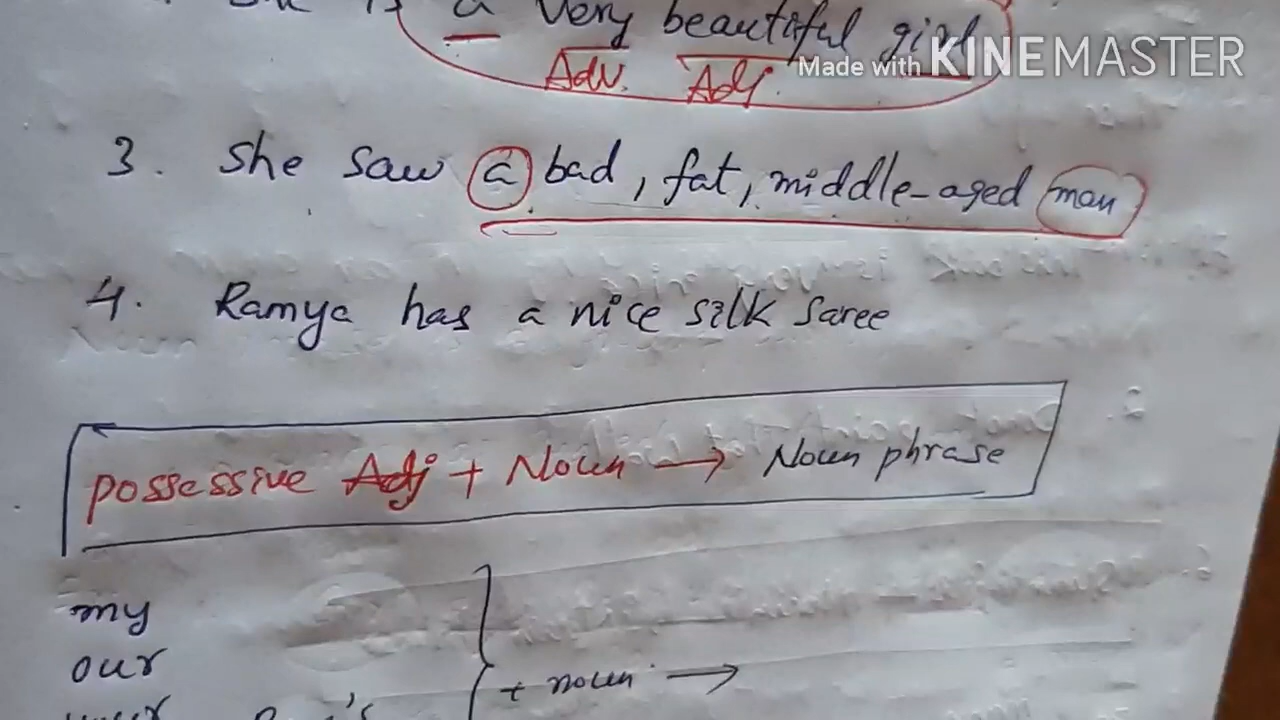 is a very beautiful girl
Made with KINEMASTER
Adv. Adj.
3. She saw a bad, fat, middle-aged man
4. Ramya has a nice silk Saree
possessive Adj + Noun → Noun phrase
my
our
+ noun →